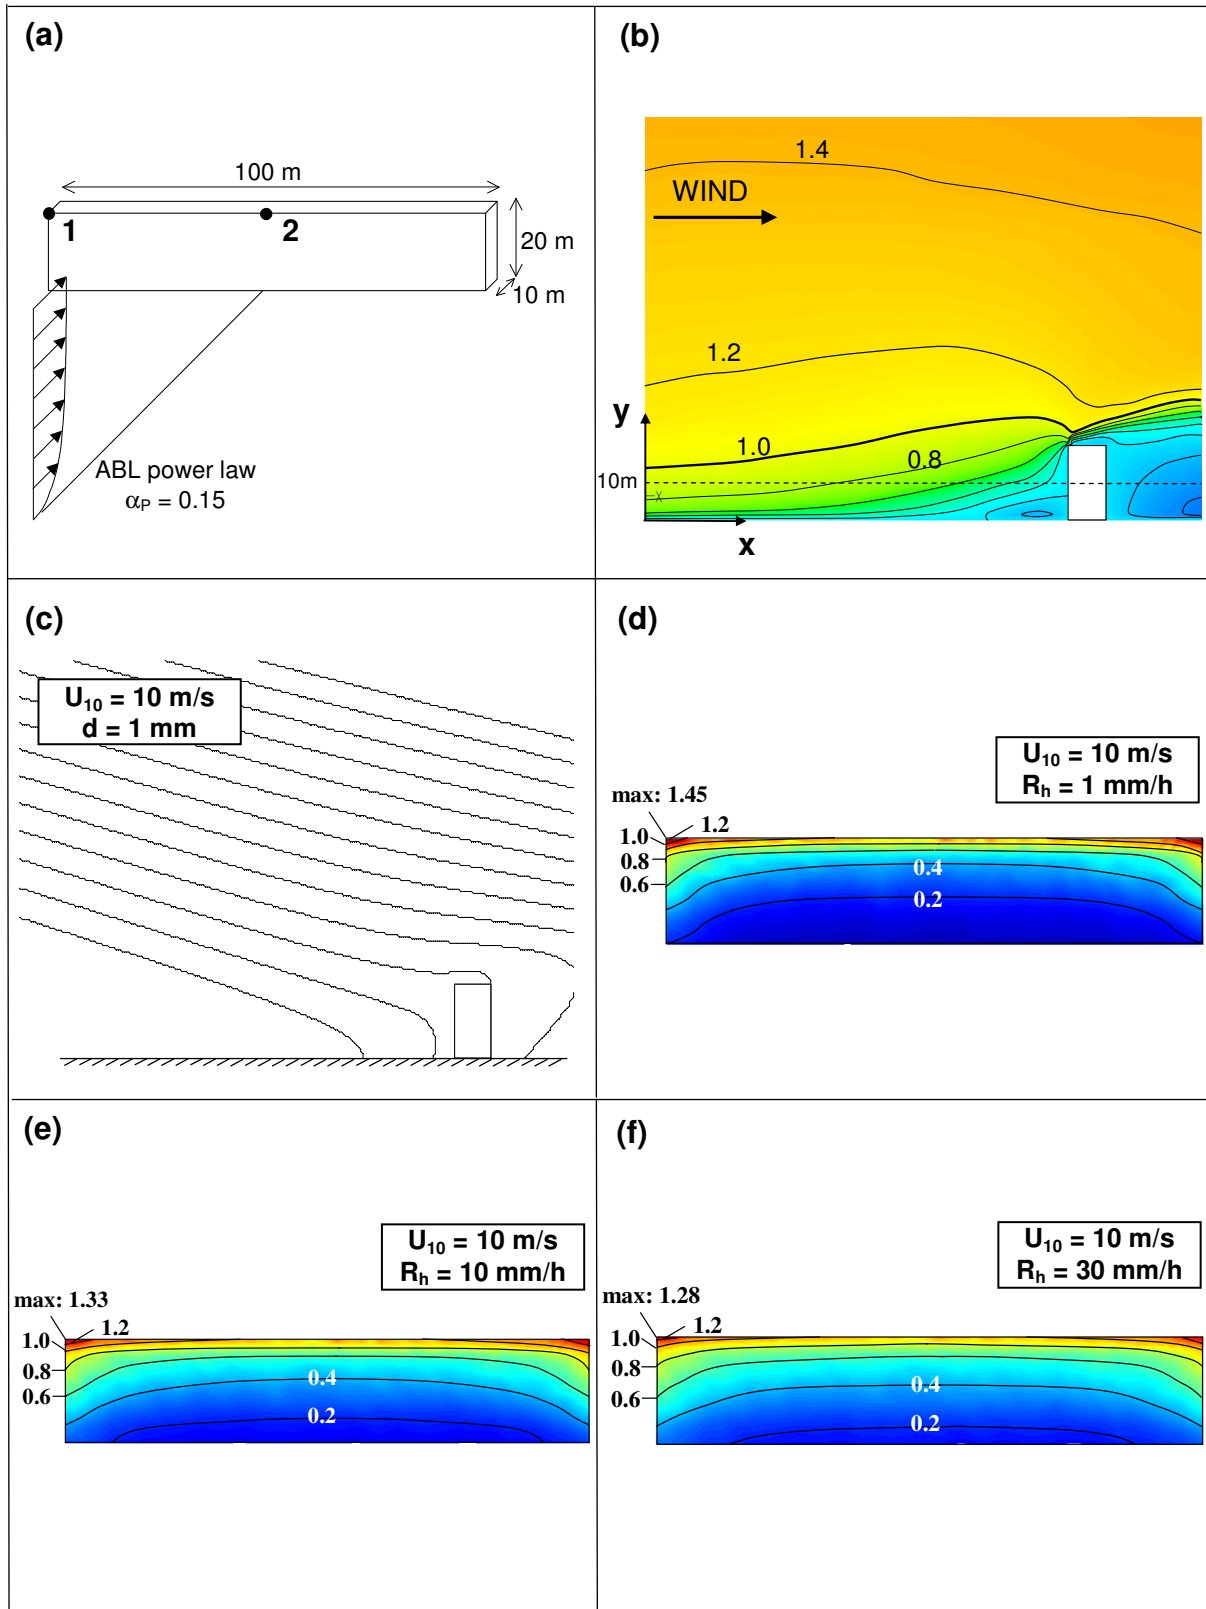 (a)
100 m
1
2
20 m
10 m
ABL power law
αP = 0.15
(b)
1.4
WIND
1.2
y
1.0
0.8
10m
x
x
(c)
U10 = 10 m/s
d = 1 mm
(d)
U10 = 10 m/s
Rh = 1 mm/h
max: 1.45
1.2
1.0
0.8
0.6
0.4
0.2
(e)
U10 = 10 m/s
Rh = 10 mm/h
max: 1.33
1.2
1.0
0.8
0.6
0.4
0.2
(f)
U10 = 10 m/s
Rh = 30 mm/h
max: 1.28
1.2
1.0
0.8
0.6
0.4
0.2